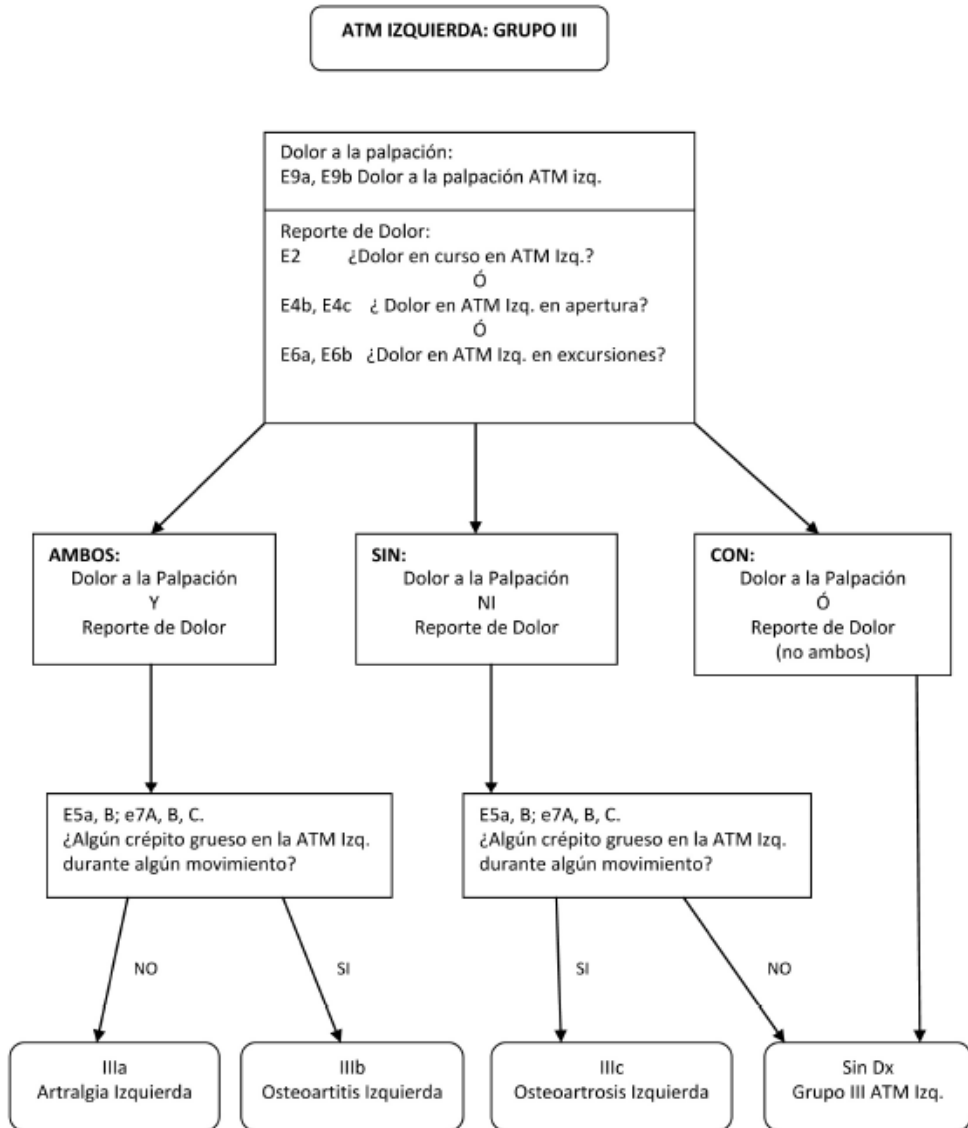 ATM IZQUIERDA: GRUPO III
Dolor a la palpación:
E9a, E9b Dolor a la palpación ATM izq.
Reporte de Dolor:
E2 ¿Dolor en curso en ATM Izq.?
Ó
E4b, E4c ¿ Dolor en ATM Izq. en apertura?
Ó
E6a, E6b ¿Dolor en ATM Izq. en excursiones?
AMBOS:
Dolor a la Palpación
Y
Reporte de Dolor
SIN:
Dolor a la Palpación
NI
Reporte de Dolor
CON:
Dolor a la Palpación
Ó
Reporte de Dolor
(no ambos)
E5a, B; e7A, B, C.
¿Algún crépito grueso en la ATM Izq.
durante algún movimiento?
E5a, B; e7A, B, C.
¿Algún crépito grueso en la ATM Izq.
durante algún movimiento?
NO
SI
SI
NO
IIIa
Artralgia Izquierda
IIIb
Osteoartitis Izquierda
IIIc
Osteoartrosis Izquierda
Sin Dx
Grupo III ATM Izq.